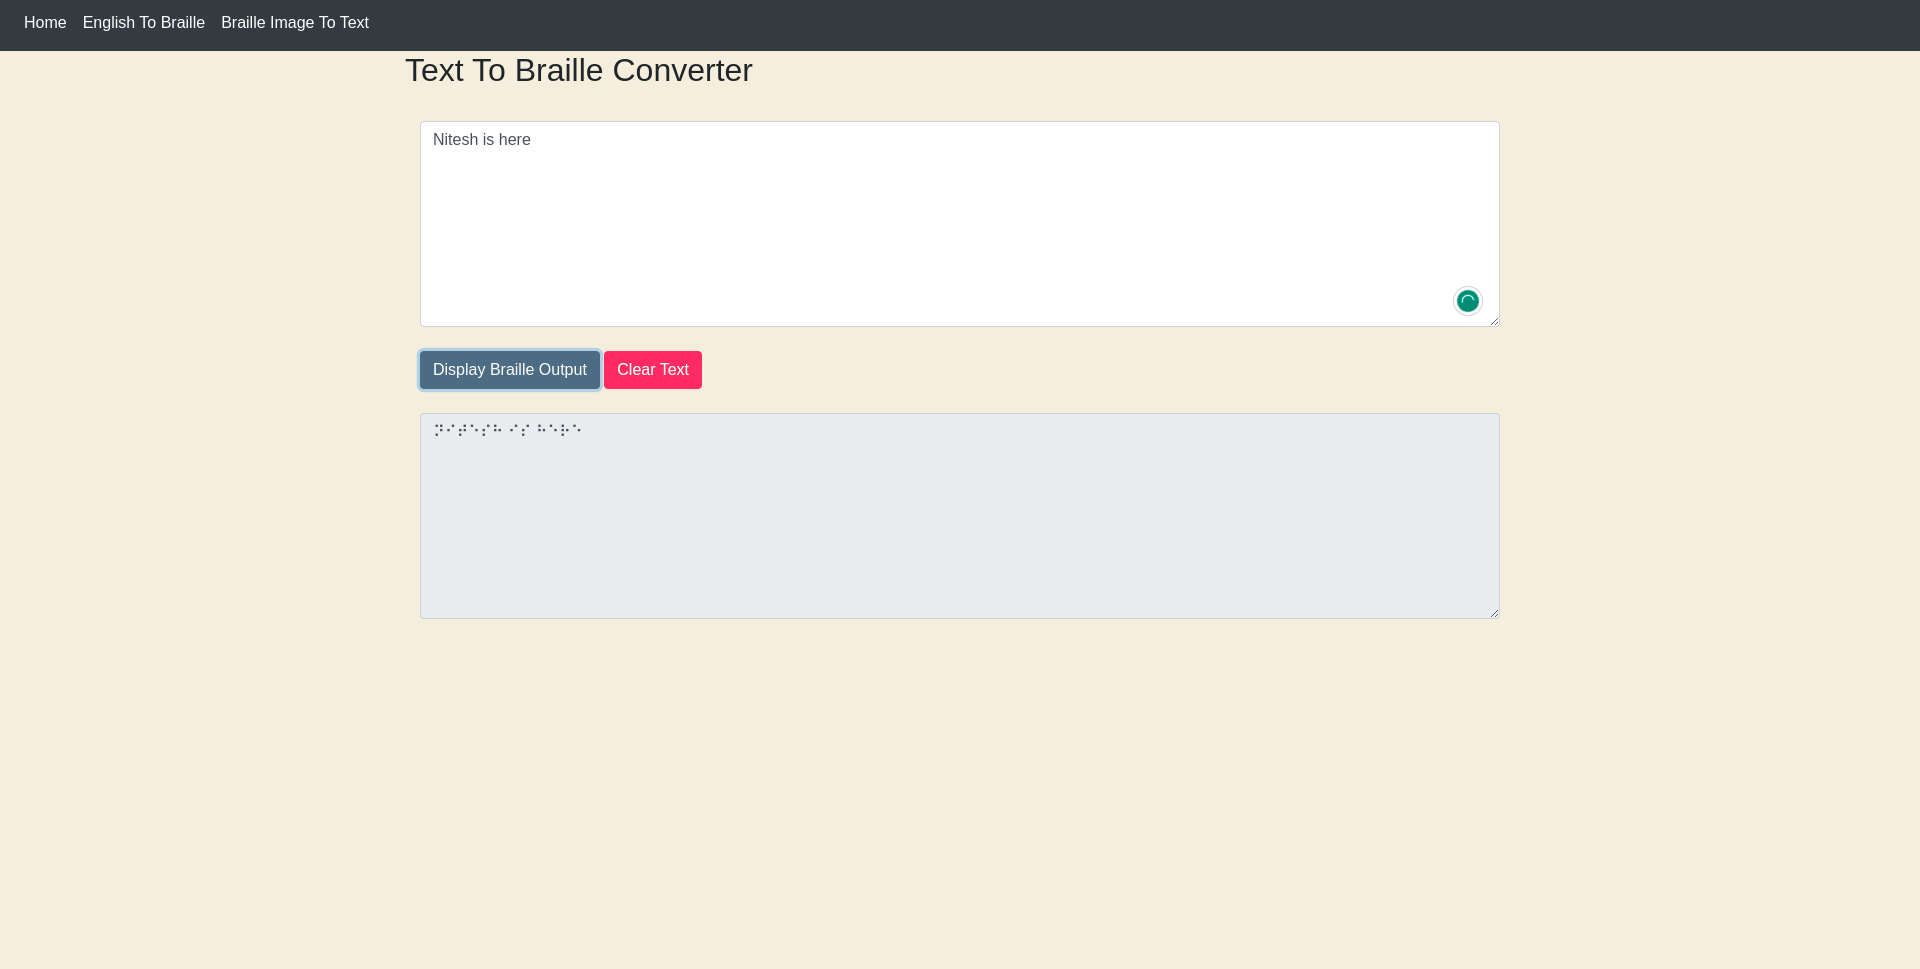 Home English To Braille Braille Image To Text
Text To Braille Converter
Nitesh is here
Display Braille Output Clear Text
⠝⠊⠞⠑⠎⠓ ⠊⠎ ⠓⠑⠗⠑